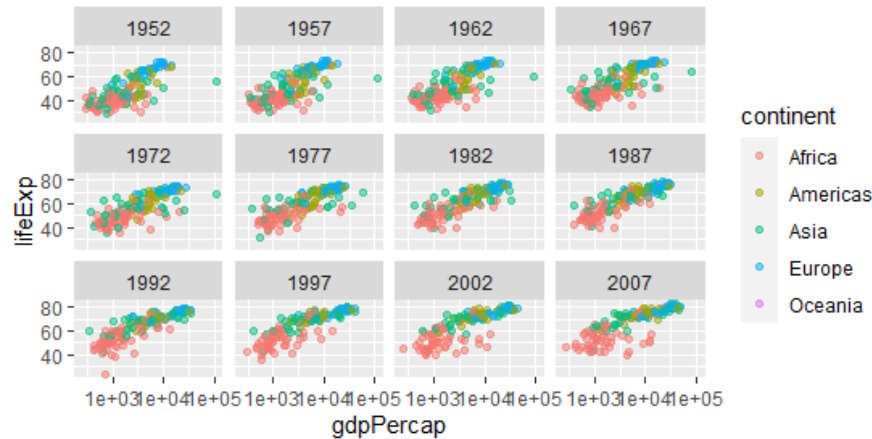 1952 1957 1962 1967
80
60
40
1972 1977 1982 1987
80
60
40
1992 1997 2002 2007
80
60
40
1e+03 1e+04 1e+05 1e+03 1e+04 1e+05 1e+03 1e+04 1e+05 1e+03 1e+04 1e+05
gdpPercap
lifeExp
continent
Africa
Americas
Asia
Europe
Oceania